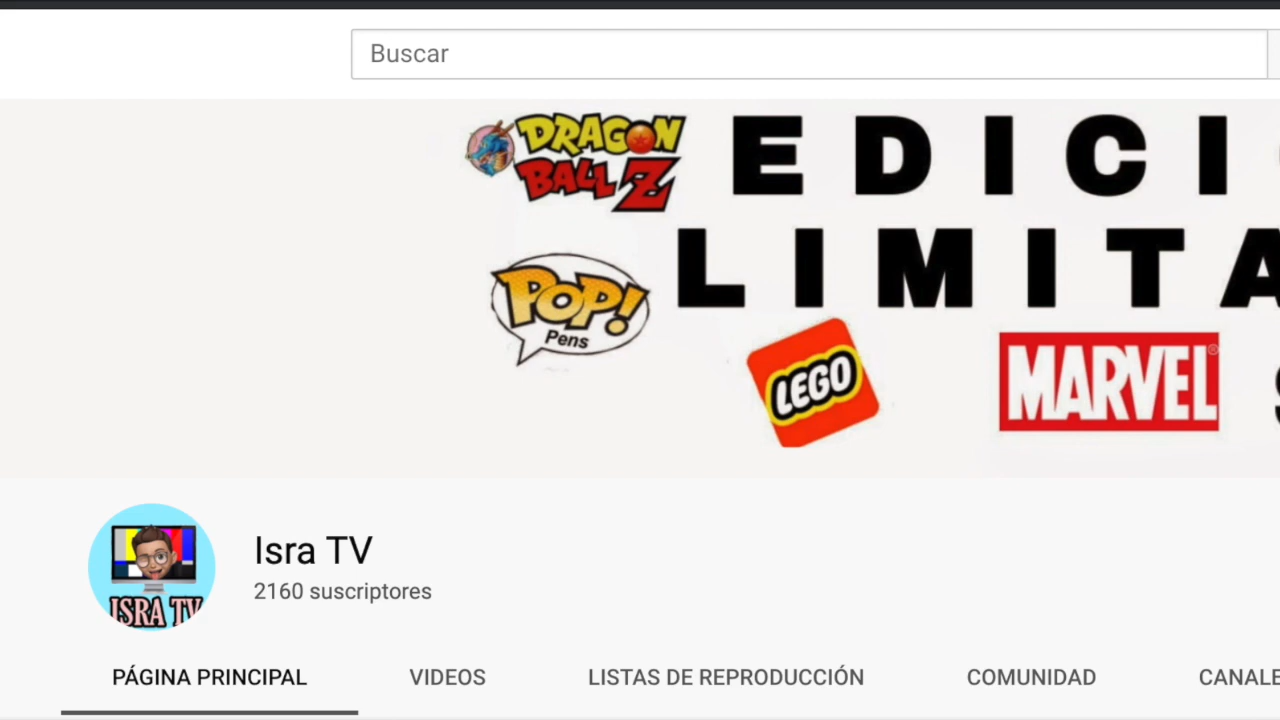 Buscar
DRAGON
BALL Z
EDICI
LIMITA
POP!
Pens
LEGO
MARVEL®
Isra TV
2160 suscriptores
ISRA TV
PÁGINA PRINCIPAL
VIDEOS
LISTAS DE REPRODUCCIÓN
COMUNIDAD
CANALE